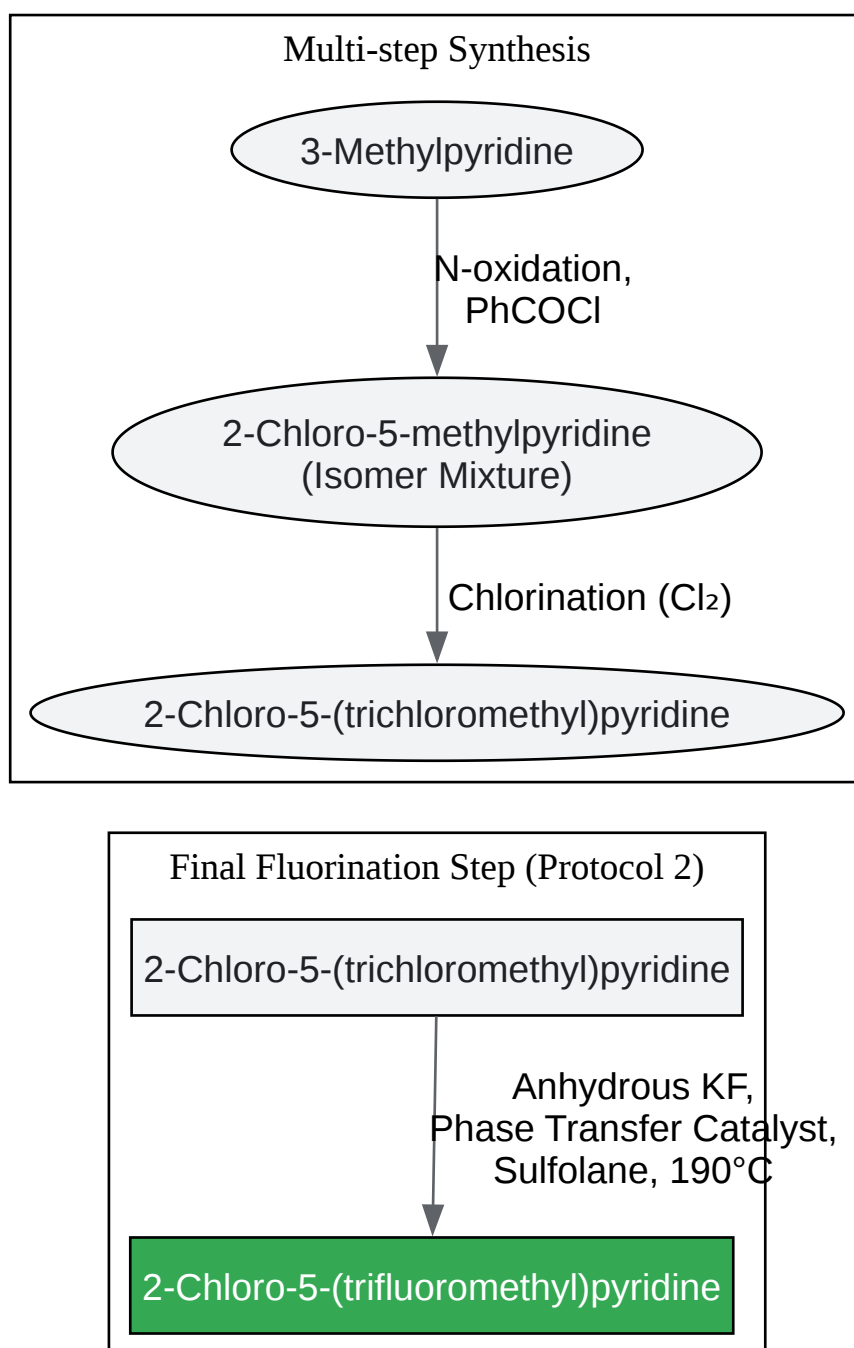 Multi-step Synthesis
3-Methylpyridine
N-oxidation,
PhCOCl
2-Chloro-5-methylpyridine
(Isomer Mixture)
Chlorination (Cl₂)
2-Chloro-5-(trichloromethyl)pyridine
Final Fluorination Step (Protocol 2)
2-Chloro-5-(trichloromethyl)pyridine
Anhydrous KF,
Phase Transfer Catalyst,
Sulfolane, 190°C
2-Chloro-5-(trifluoromethyl)pyridine